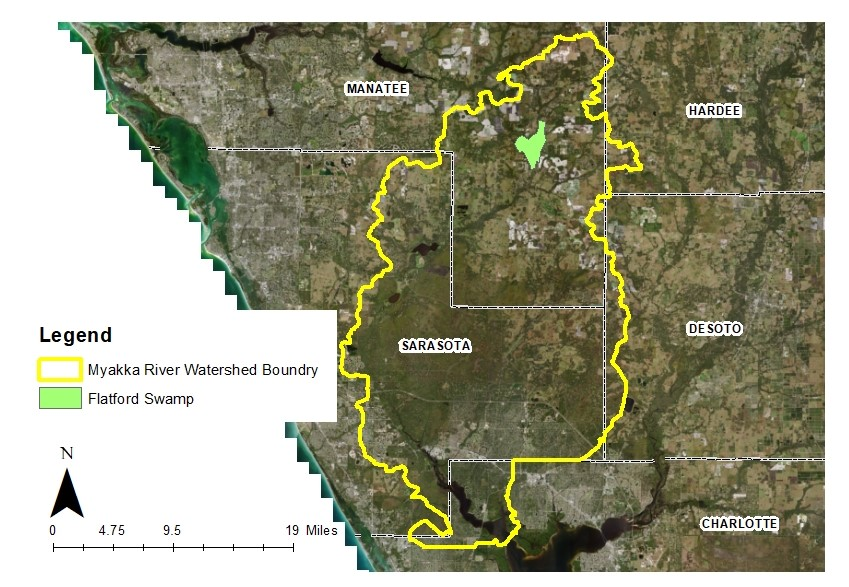 MANATEE
HARDEE
Legend
Myakka River Watershed Boundry
Flatford Swamp
SARASOTA
DESOTO
N
0 4.75 9.5 19 Miles
CHARLOTTE